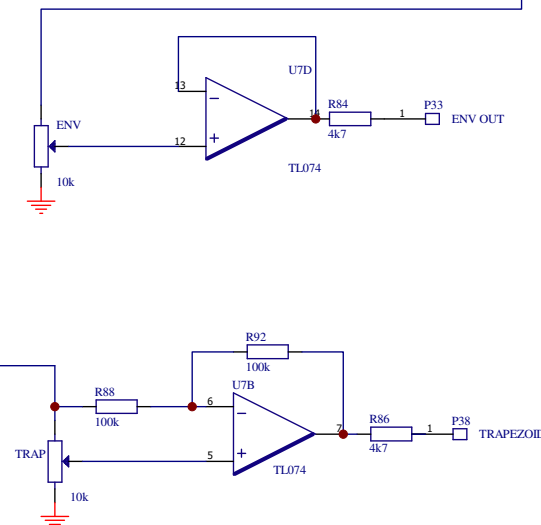 13
U7D
14
R84
4k7
1
P33
ENV OUT
ENV
12
TL074
10k
R92
100k
R88
100k
U7B
6
7
R86
4k7
1
P38
TRAPEZOID
TRAP
5
TL074
10k